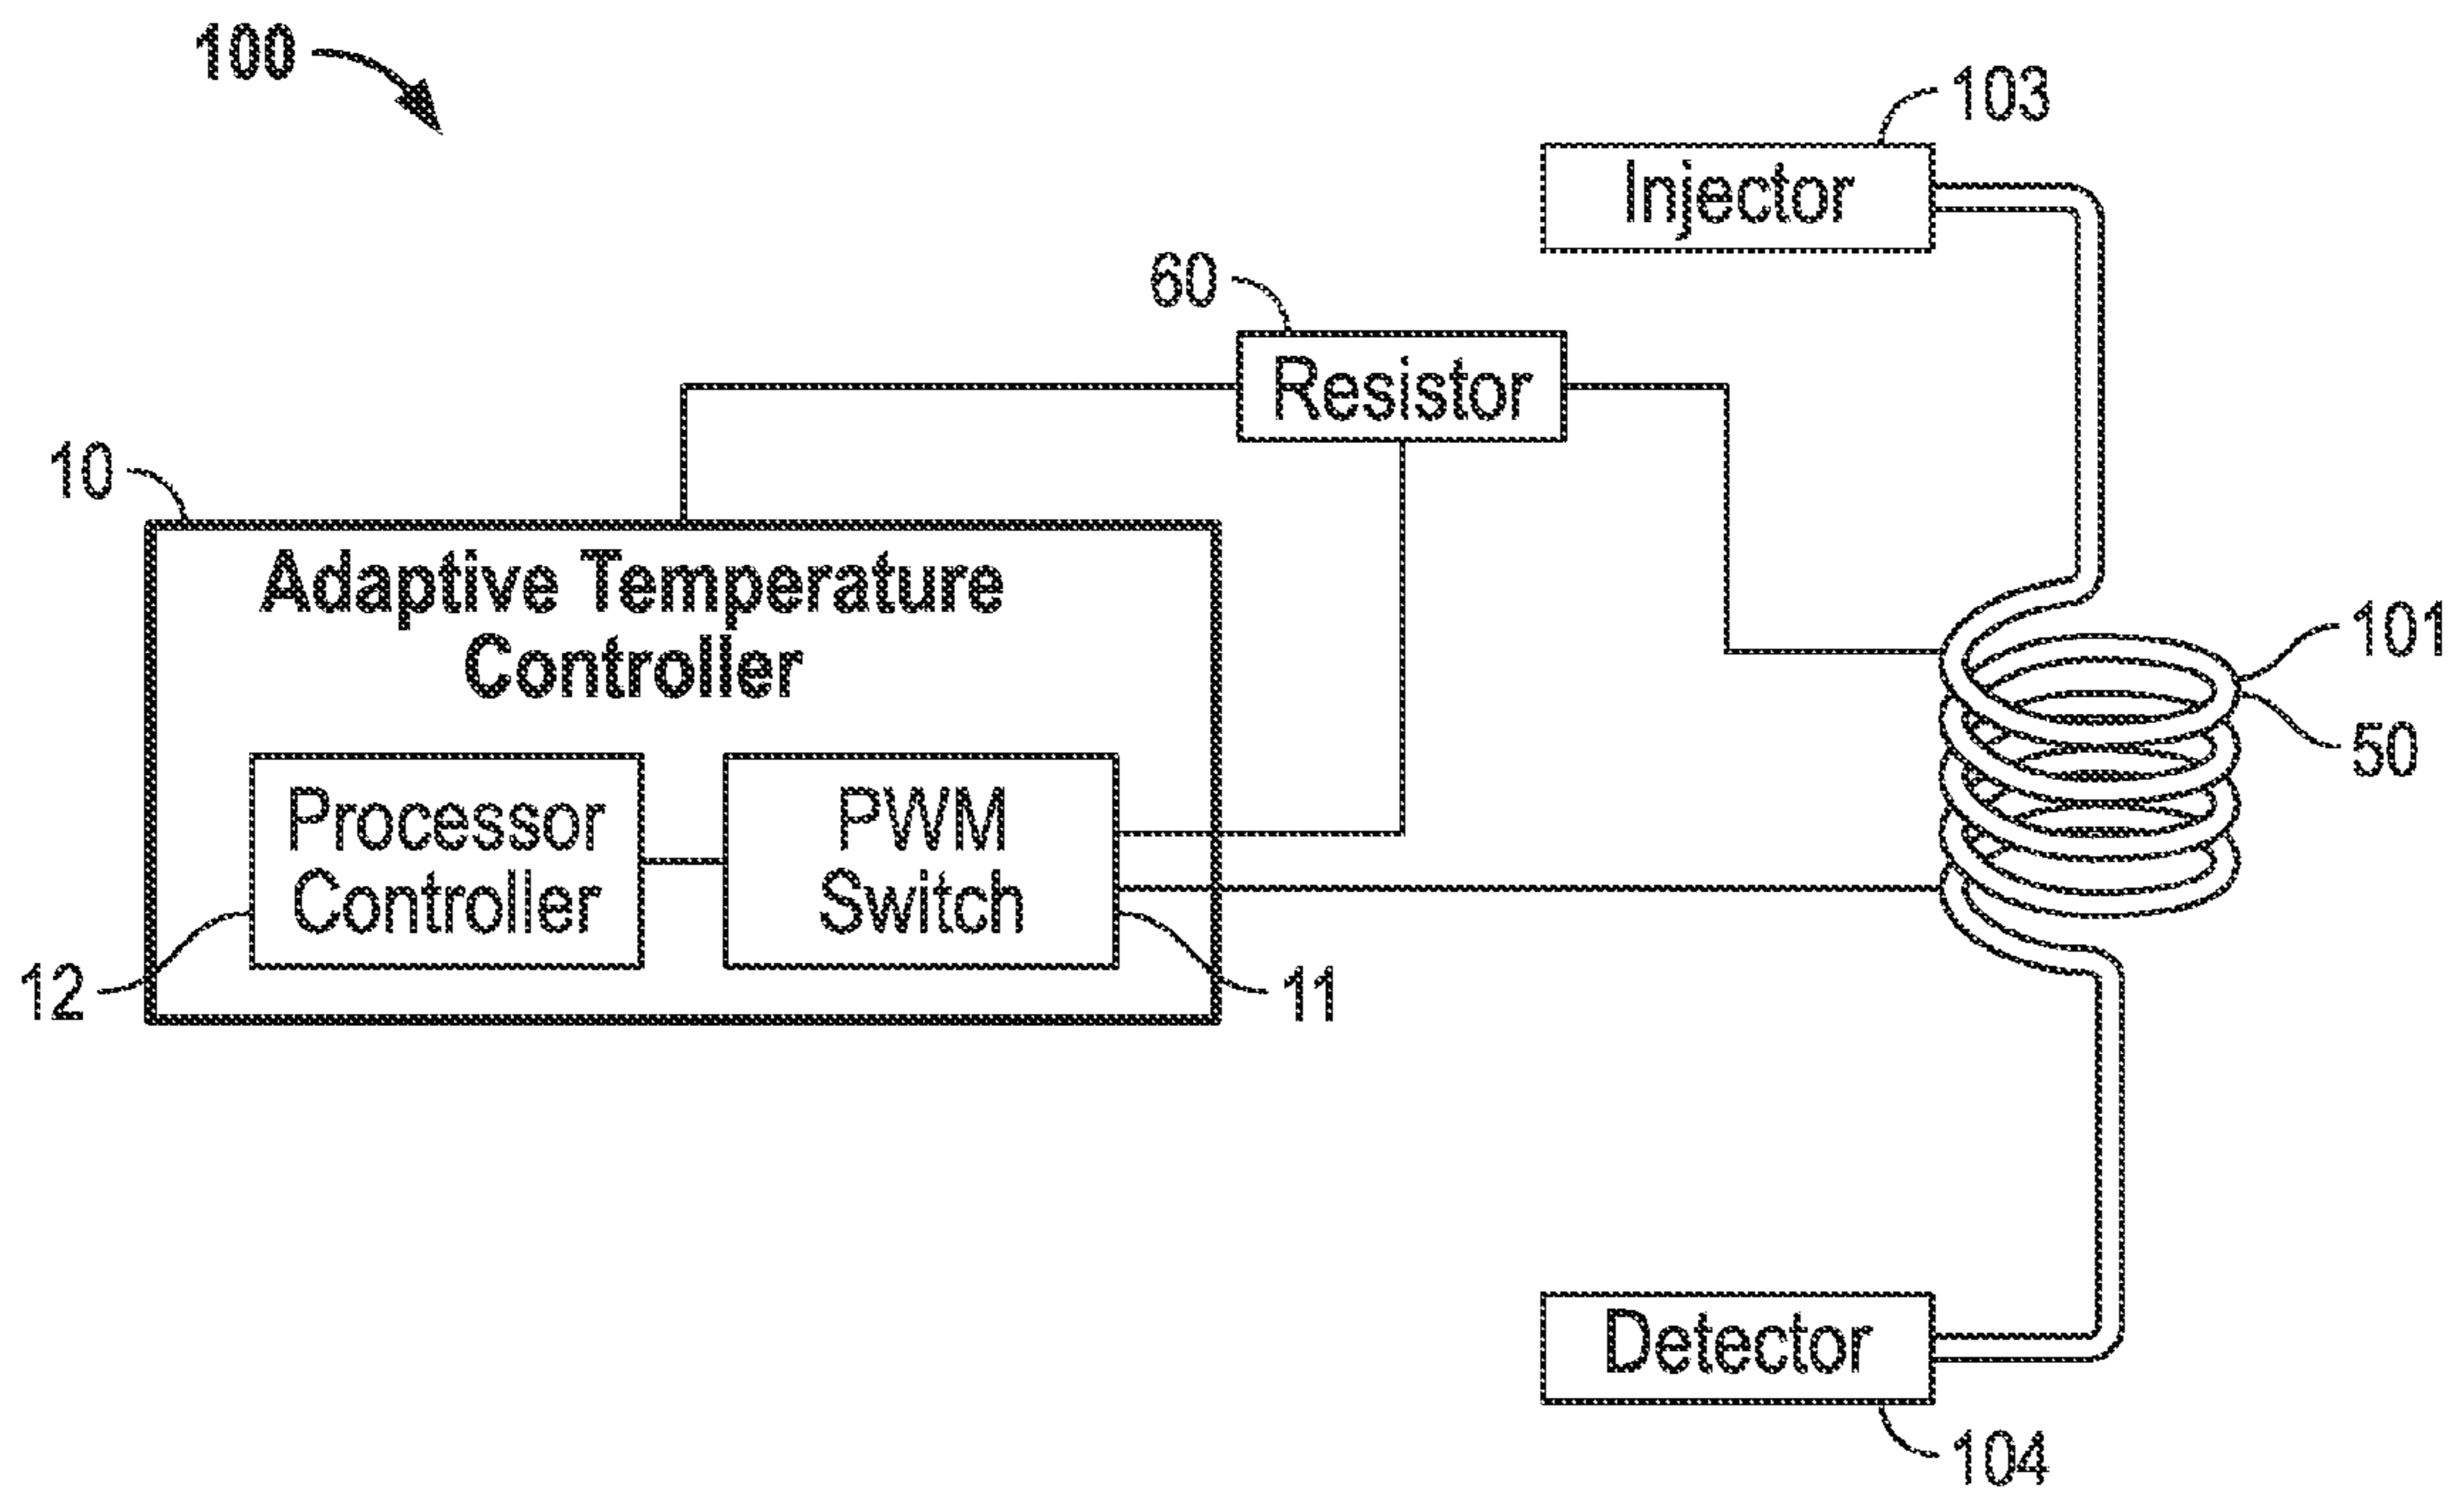 100
103
Injector
60
Resistor
10
Adaptive Temperature
Controller
101
50
Processor
Controller
PWM
Switch
12
11
Detector
104